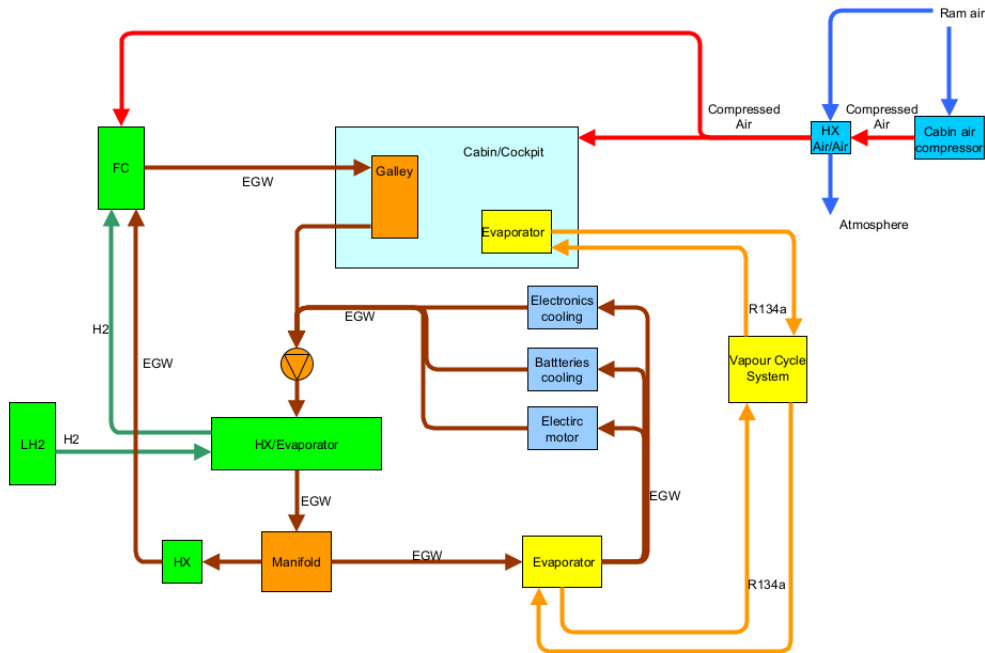 Ram air
Compressed
Air
Compressed
Air
HX
Air/Air
Cabin air
compressor
Cabin/Cockpit
FC
Galley
EGW
Atmosphere
Evaporator
Electronics
cooling
R134a
EGW
H2
Battteries
cooling
Vapour Cycle
System
EGW
Electirc
motor
LH2
H2
HX/Evaporator
EGW
EGW
HX
Manifold
EGW
Evaporator
R134a